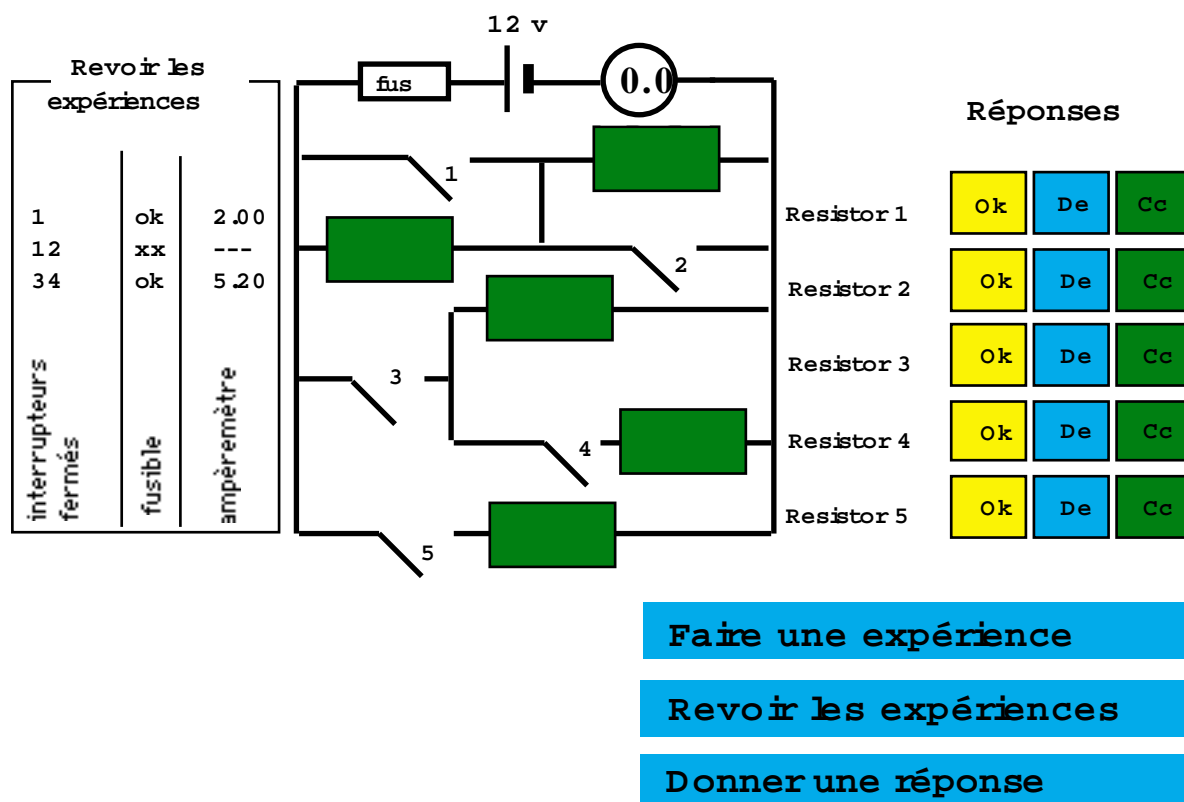 12 v
Revoir les
expériences
fus
0.0
Réponses
1
1 ok 2.00
12 xx ---
34 ok 5.20
interrupteurs
fermés
fusible
ampèremètre
2
3
4
5
Resistor 1 Ok De Cc
Resistor 2 Ok De Cc
Resistor 3 Ok De Cc
Resistor 4 Ok De Cc
Resistor 5 Ok De Cc
Faire une expérience
Revoir les expériences
Donner une réponse